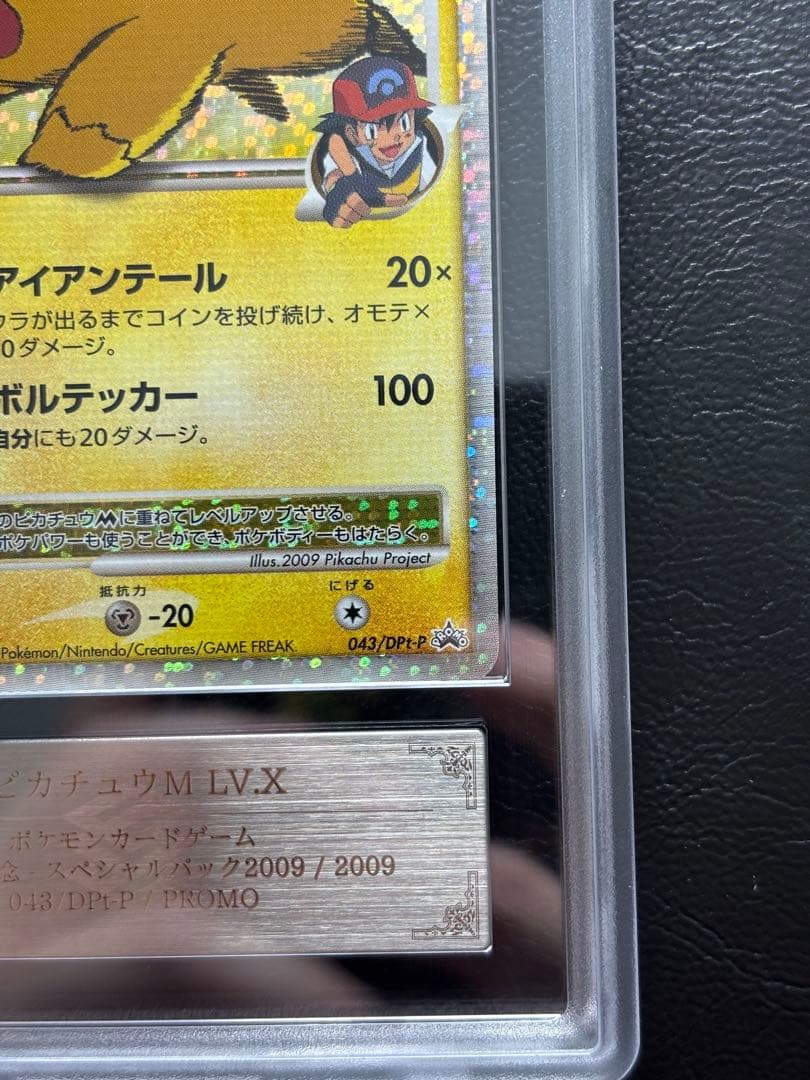 アイアンテール 20×
ウラが出るまでコインを投げ続け、オモテ×
0ダメージ。
ボルテッカー 100
自分にも20ダメージ。
のピカチュウMに重ねてレベルアップさせる。
ポケパワーも使うことができ、ポケボディーもはたらく。
Illus.2009 Pikachu Project
抵抗力 にげる
-20
Pokémon/Nintendo/Creatures/GAME FREAK. 043/DPt-P PROMO
ピカチュウM LV.X
ポケモンカードゲーム
念 - スペシャルパック2009 / 2009
043/DPt-P / PROMO